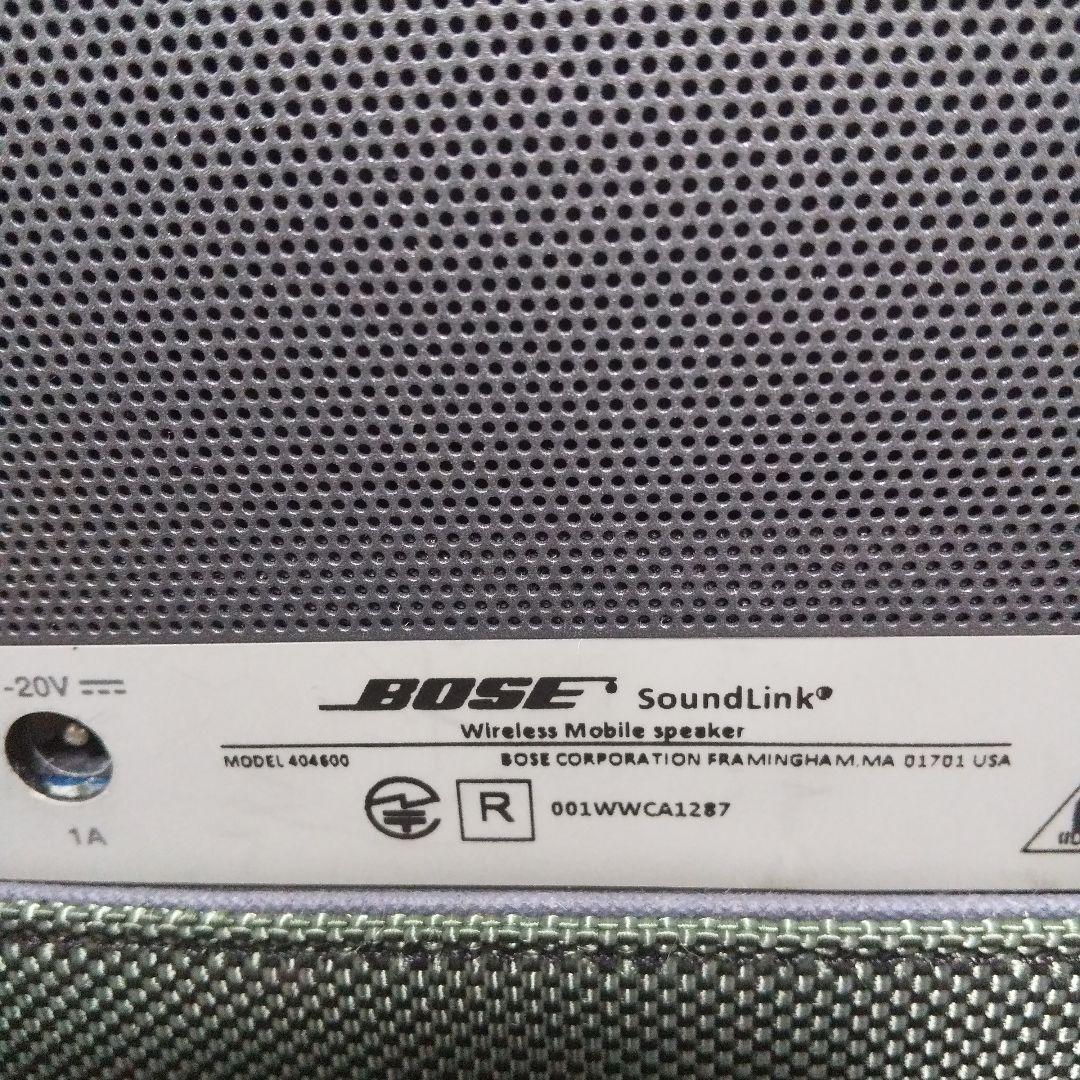 -20V
BOSE SoundLink®
Wireless Mobile speaker
MODEL 404600 BOSE CORPORATION FRAMINGHAM,MA 01701 USA
R 001WWCA1287
1A